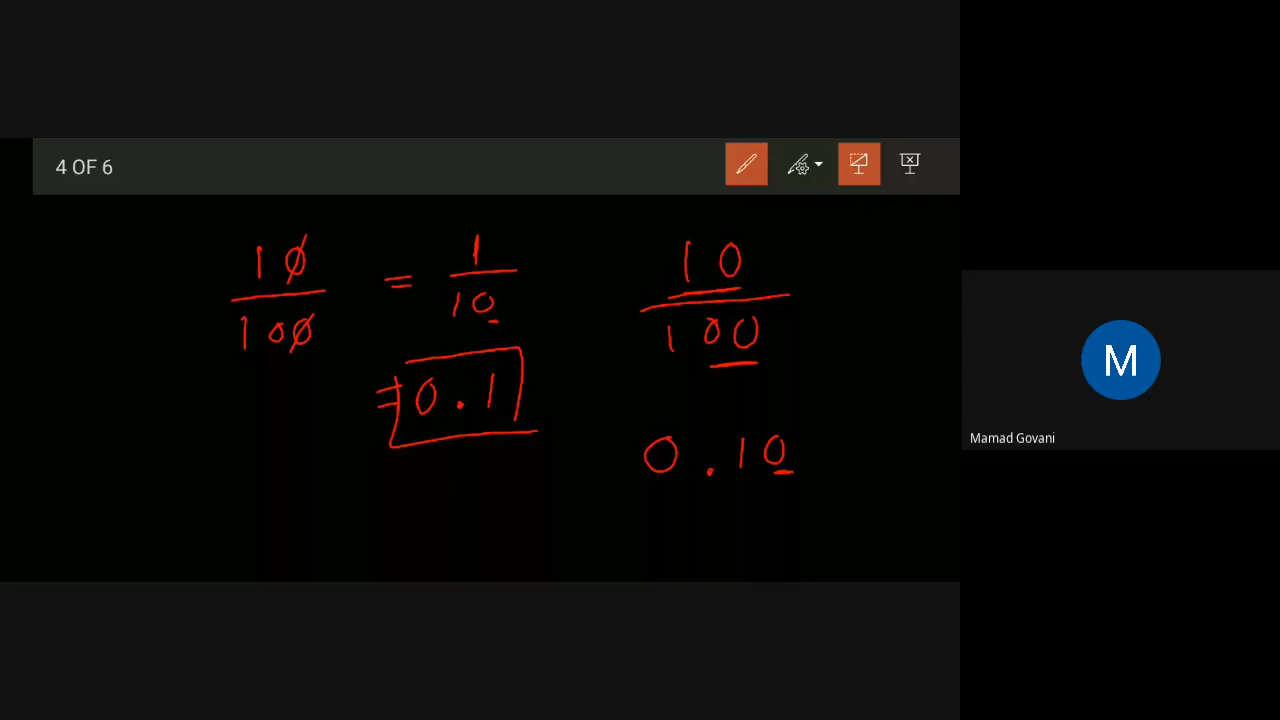 4 OF 6
10/100 = 1/10
= 0.1
10/100
0.10
M
Mamad Govani